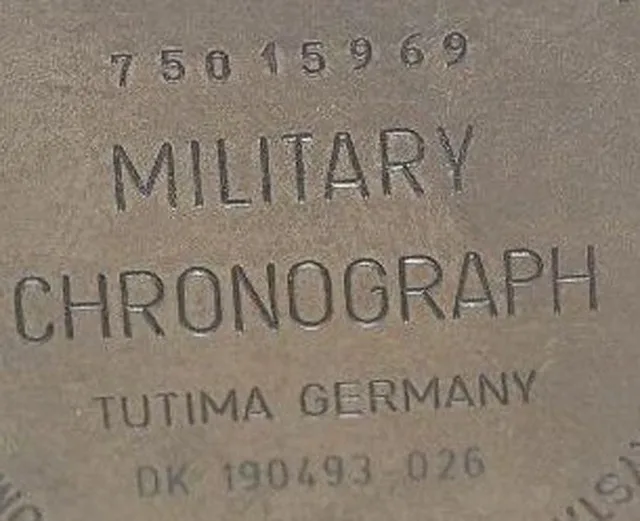 75015969
MILITARY
CHRONOGRAPH
TUTIMA GERMANY
DK 190493 026